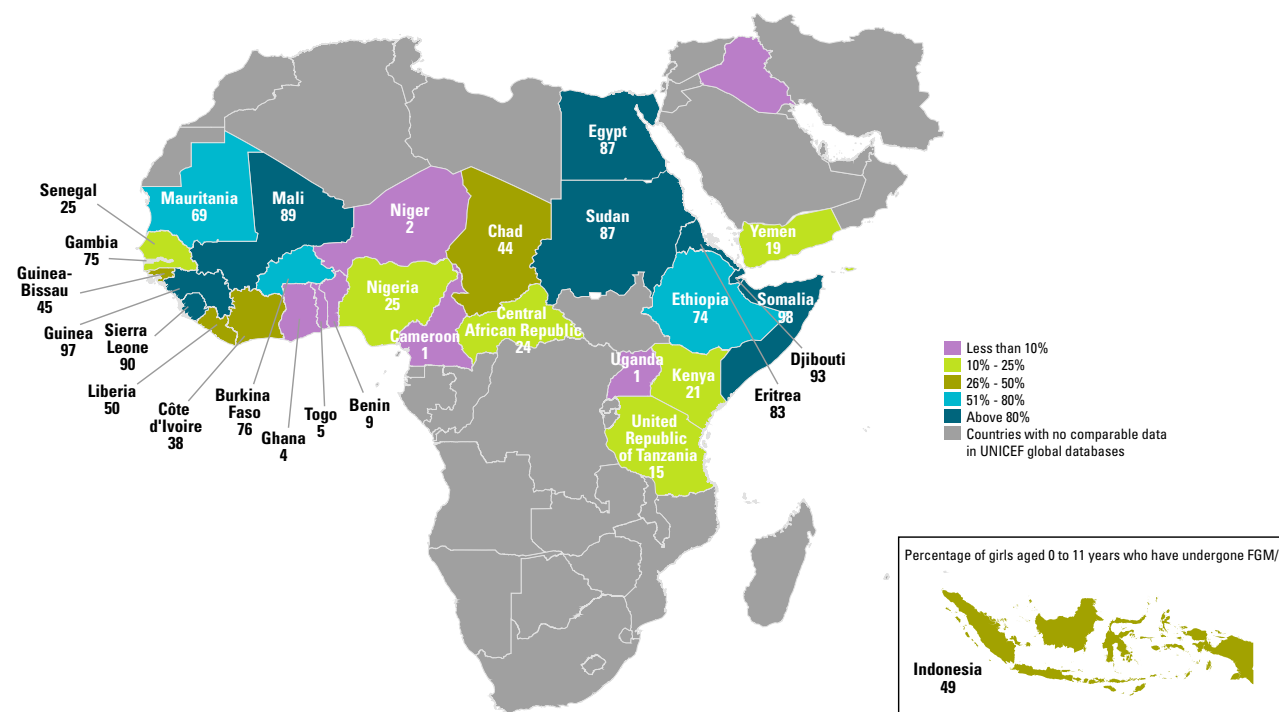 Egypt
87
Senegal
25
Mauritania
69
Mali
89
Niger
2
Chad
44
Sudan
87
Yemen
19
Gambia
75
Guinea-
Bissau
45
Guinea
97
Sierra
Leone
90
Liberia
50
Côte
d'Ivoire
38
Burkina
Faso
76
Ghana
4
Togo
5
Benin
9
Nigeria
25
Cameroon
1
Central
African Republic
24
Ethiopia
74
Somalia
98
Djibouti
93
Eritrea
83
Uganda
1
Kenya
21
United
Republic
of Tanzania
15
Less than 10%
10% - 25%
26% - 50%
51% - 80%
Above 80%
Countries with no comparable data
in UNICEF global databases
Percentage of girls aged 0 to 11 years who have undergone FGM/
Indonesia
49